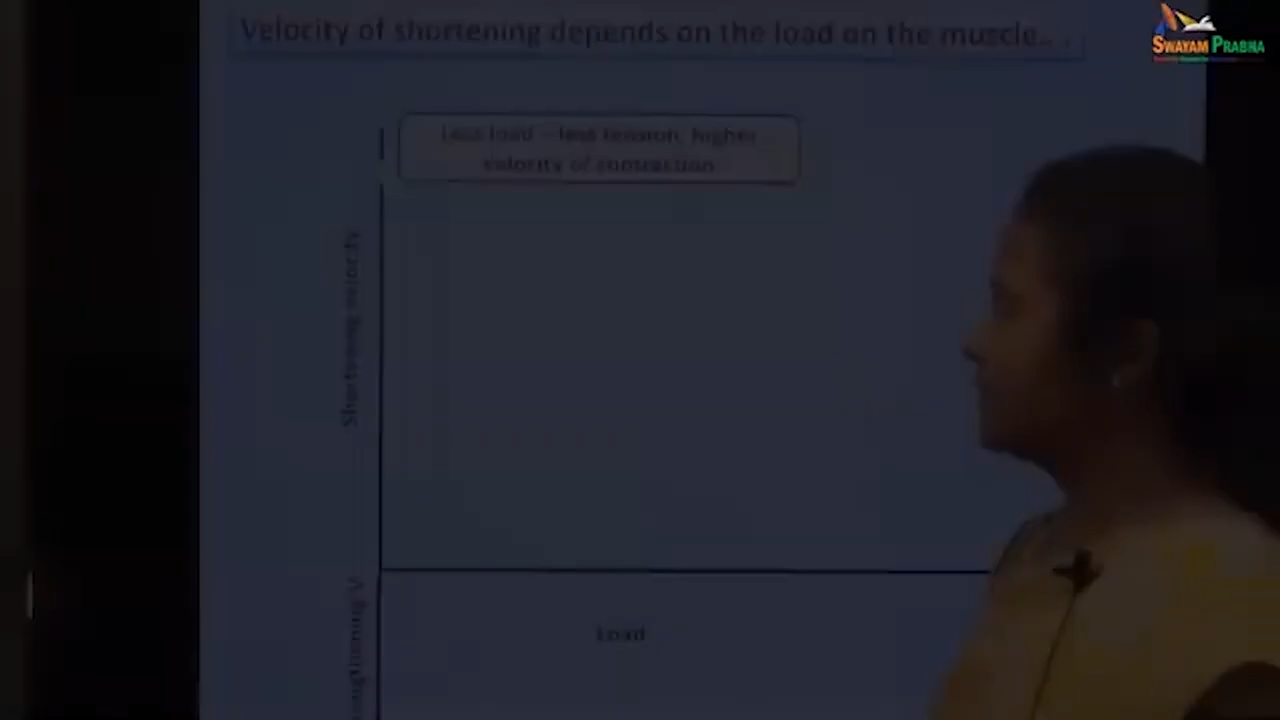 Velocity of shortening depends on the load on the muscle.. .
SWAYAM PRABHA
Less load – less tension, higher
velocity of contraction
Shortening velocity
Load